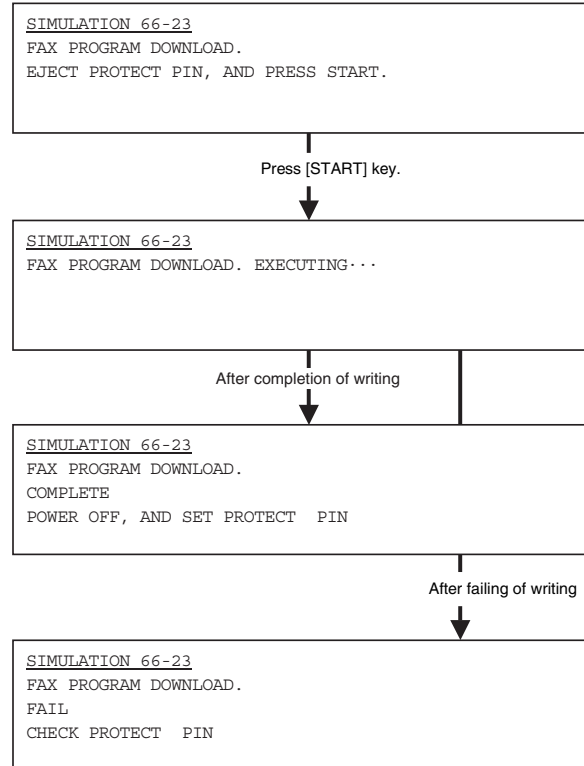 SIMULATION 66-23
FAX PROGRAM DOWNLOAD.
EJECT PROTECT PIN, AND PRESS START.
Press [START] key.
SIMULATION 66-23
FAX PROGRAM DOWNLOAD. EXECUTING···
After completion of writing
SIMULATION 66-23
FAX PROGRAM DOWNLOAD.
COMPLETE
POWER OFF, AND SET PROTECT PIN
After failing of writing
SIMULATION 66-23
FAX PROGRAM DOWNLOAD.
FAIL
CHECK PROTECT PIN